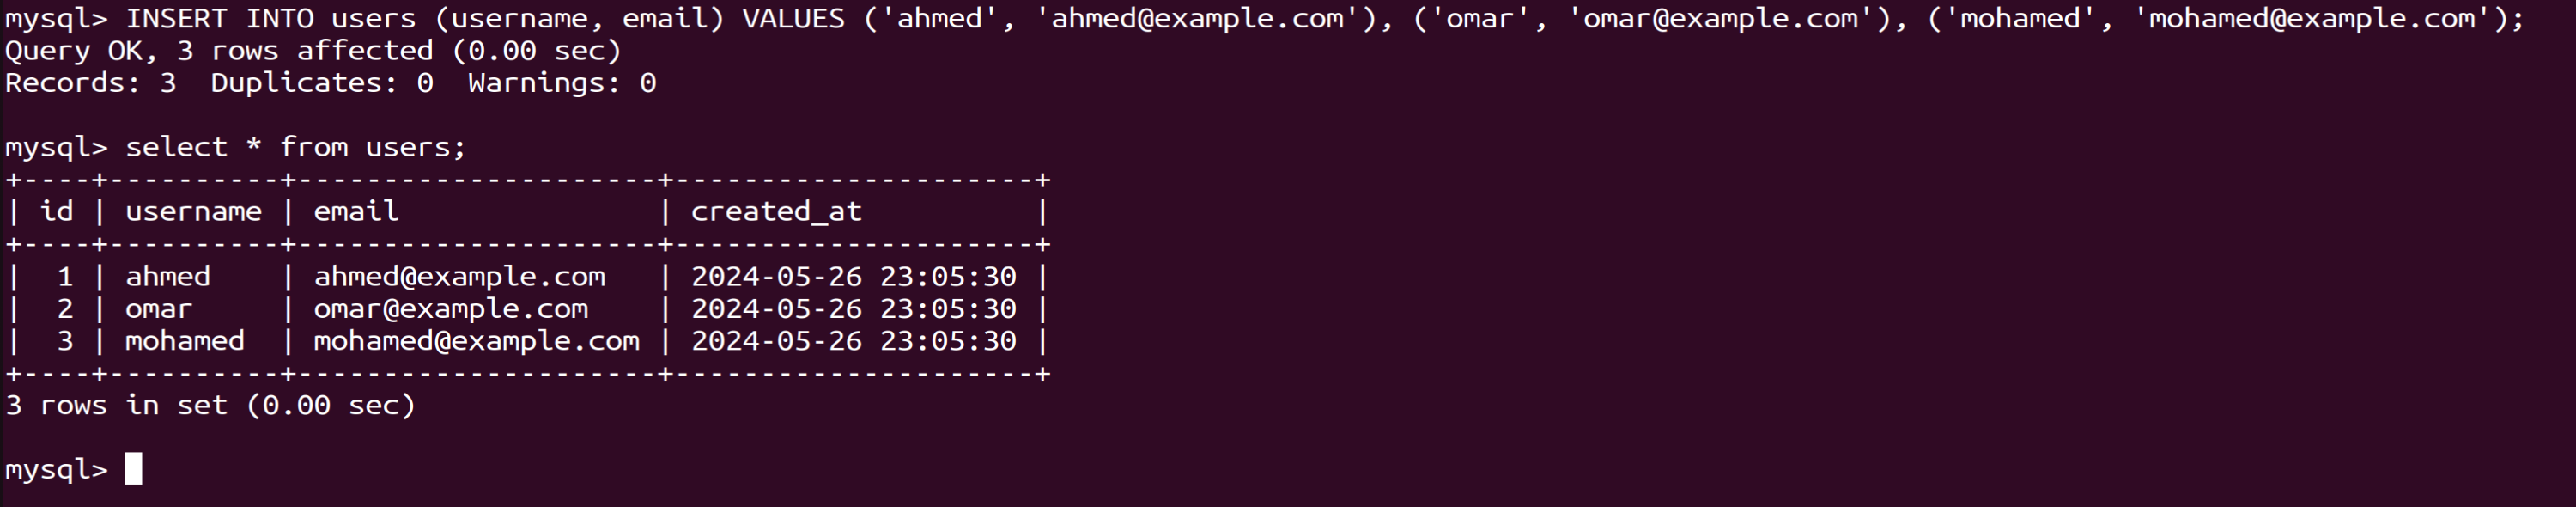 mysql> INSERT INTO users (username, email) VALUES ('ahmed', 'ahmed@example.com'), ('omar', 'omar@example.com'), ('mohamed', 'mohamed@example.com');
Query OK, 3 rows affected (0.00 sec)
Records: 3  Duplicates: 0  Warnings: 0

mysql> select * from users;
+----+----------+---------------------+---------------------+
| id | username | email               | created_at          |
+----+----------+---------------------+---------------------+
|  1 | ahmed    | ahmed@example.com   | 2024-05-26 23:05:30 |
|  2 | omar     | omar@example.com    | 2024-05-26 23:05:30 |
|  3 | mohamed  | mohamed@example.com | 2024-05-26 23:05:30 |
+----+----------+---------------------+---------------------+
3 rows in set (0.00 sec)

mysql>